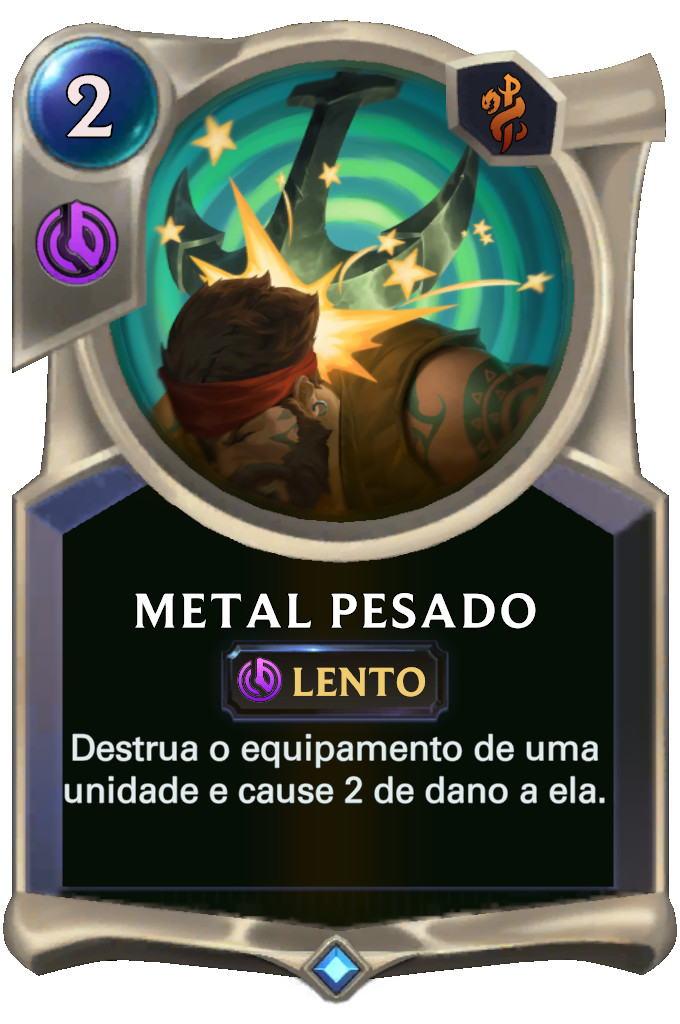 2
METAL PESADO
LENTO
Destrua o equipamento de uma
unidade e cause 2 de dano a ela.